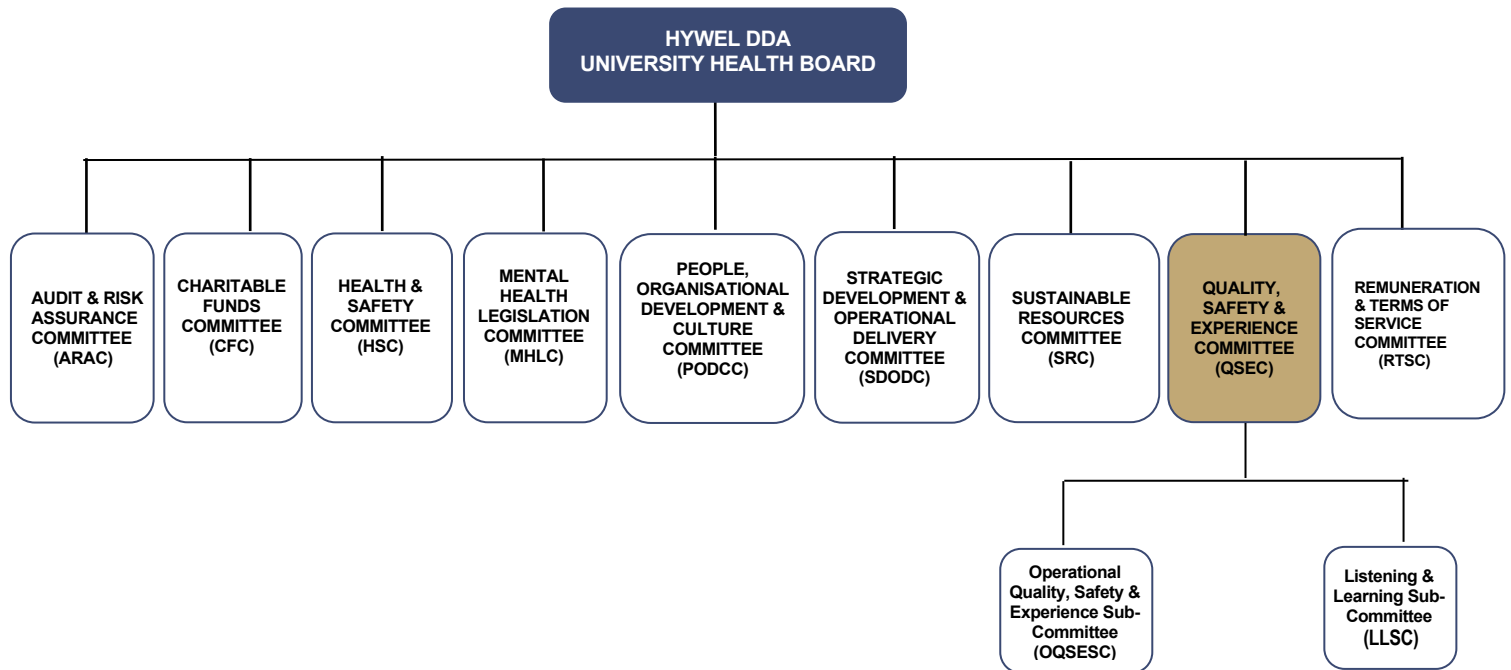 HYWEL DDA
UNIVERSITY HEALTH BOARD
AUDIT & RISK
ASSURANCE
COMMITTEE
(ARAC)
CHARITABLE
FUNDS
COMMITTEE
(CFC)
HEALTH &
SAFETY
COMMITTEE
(HSC)
MENTAL
HEALTH
LEGISLATION
COMMITTEE
(MHLC)
PEOPLE,
ORGANISATIONAL
DEVELOPMENT &
CULTURE
COMMITTEE
(PODCC)
STRATEGIC
DEVELOPMENT &
OPERATIONAL
DELIVERY
COMMITTEE
(SDODC)
SUSTAINABLE
RESOURCES
COMMITTEE
(SRC)
QUALITY,
SAFETY &
EXPERIENCE
COMMITTEE
(QSEC)
REMUNERATION
& TERMS OF
SERVICE
COMMITTEE
(RTSC)
Operational
Quality, Safety &
Experience Sub-
Committee
(OQSESC)
Listening &
Learning Sub-
Committee
(LLSC)